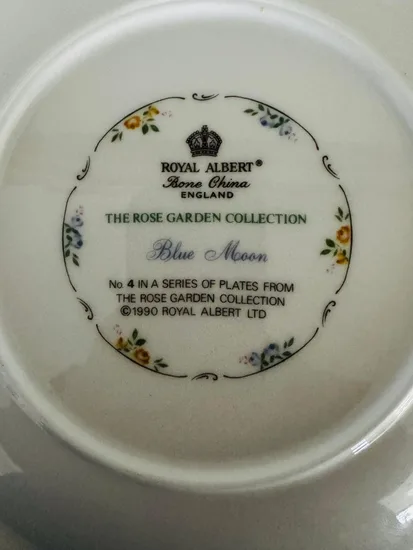 ROYAL ALBERT®
Bone China
ENGLAND
THE ROSE GARDEN COLLECTION
Blue Moon
No. 4 IN A SERIES OF PLATES FROM
THE ROSE GARDEN COLLECTION
©1990 ROYAL ALBERT LTD